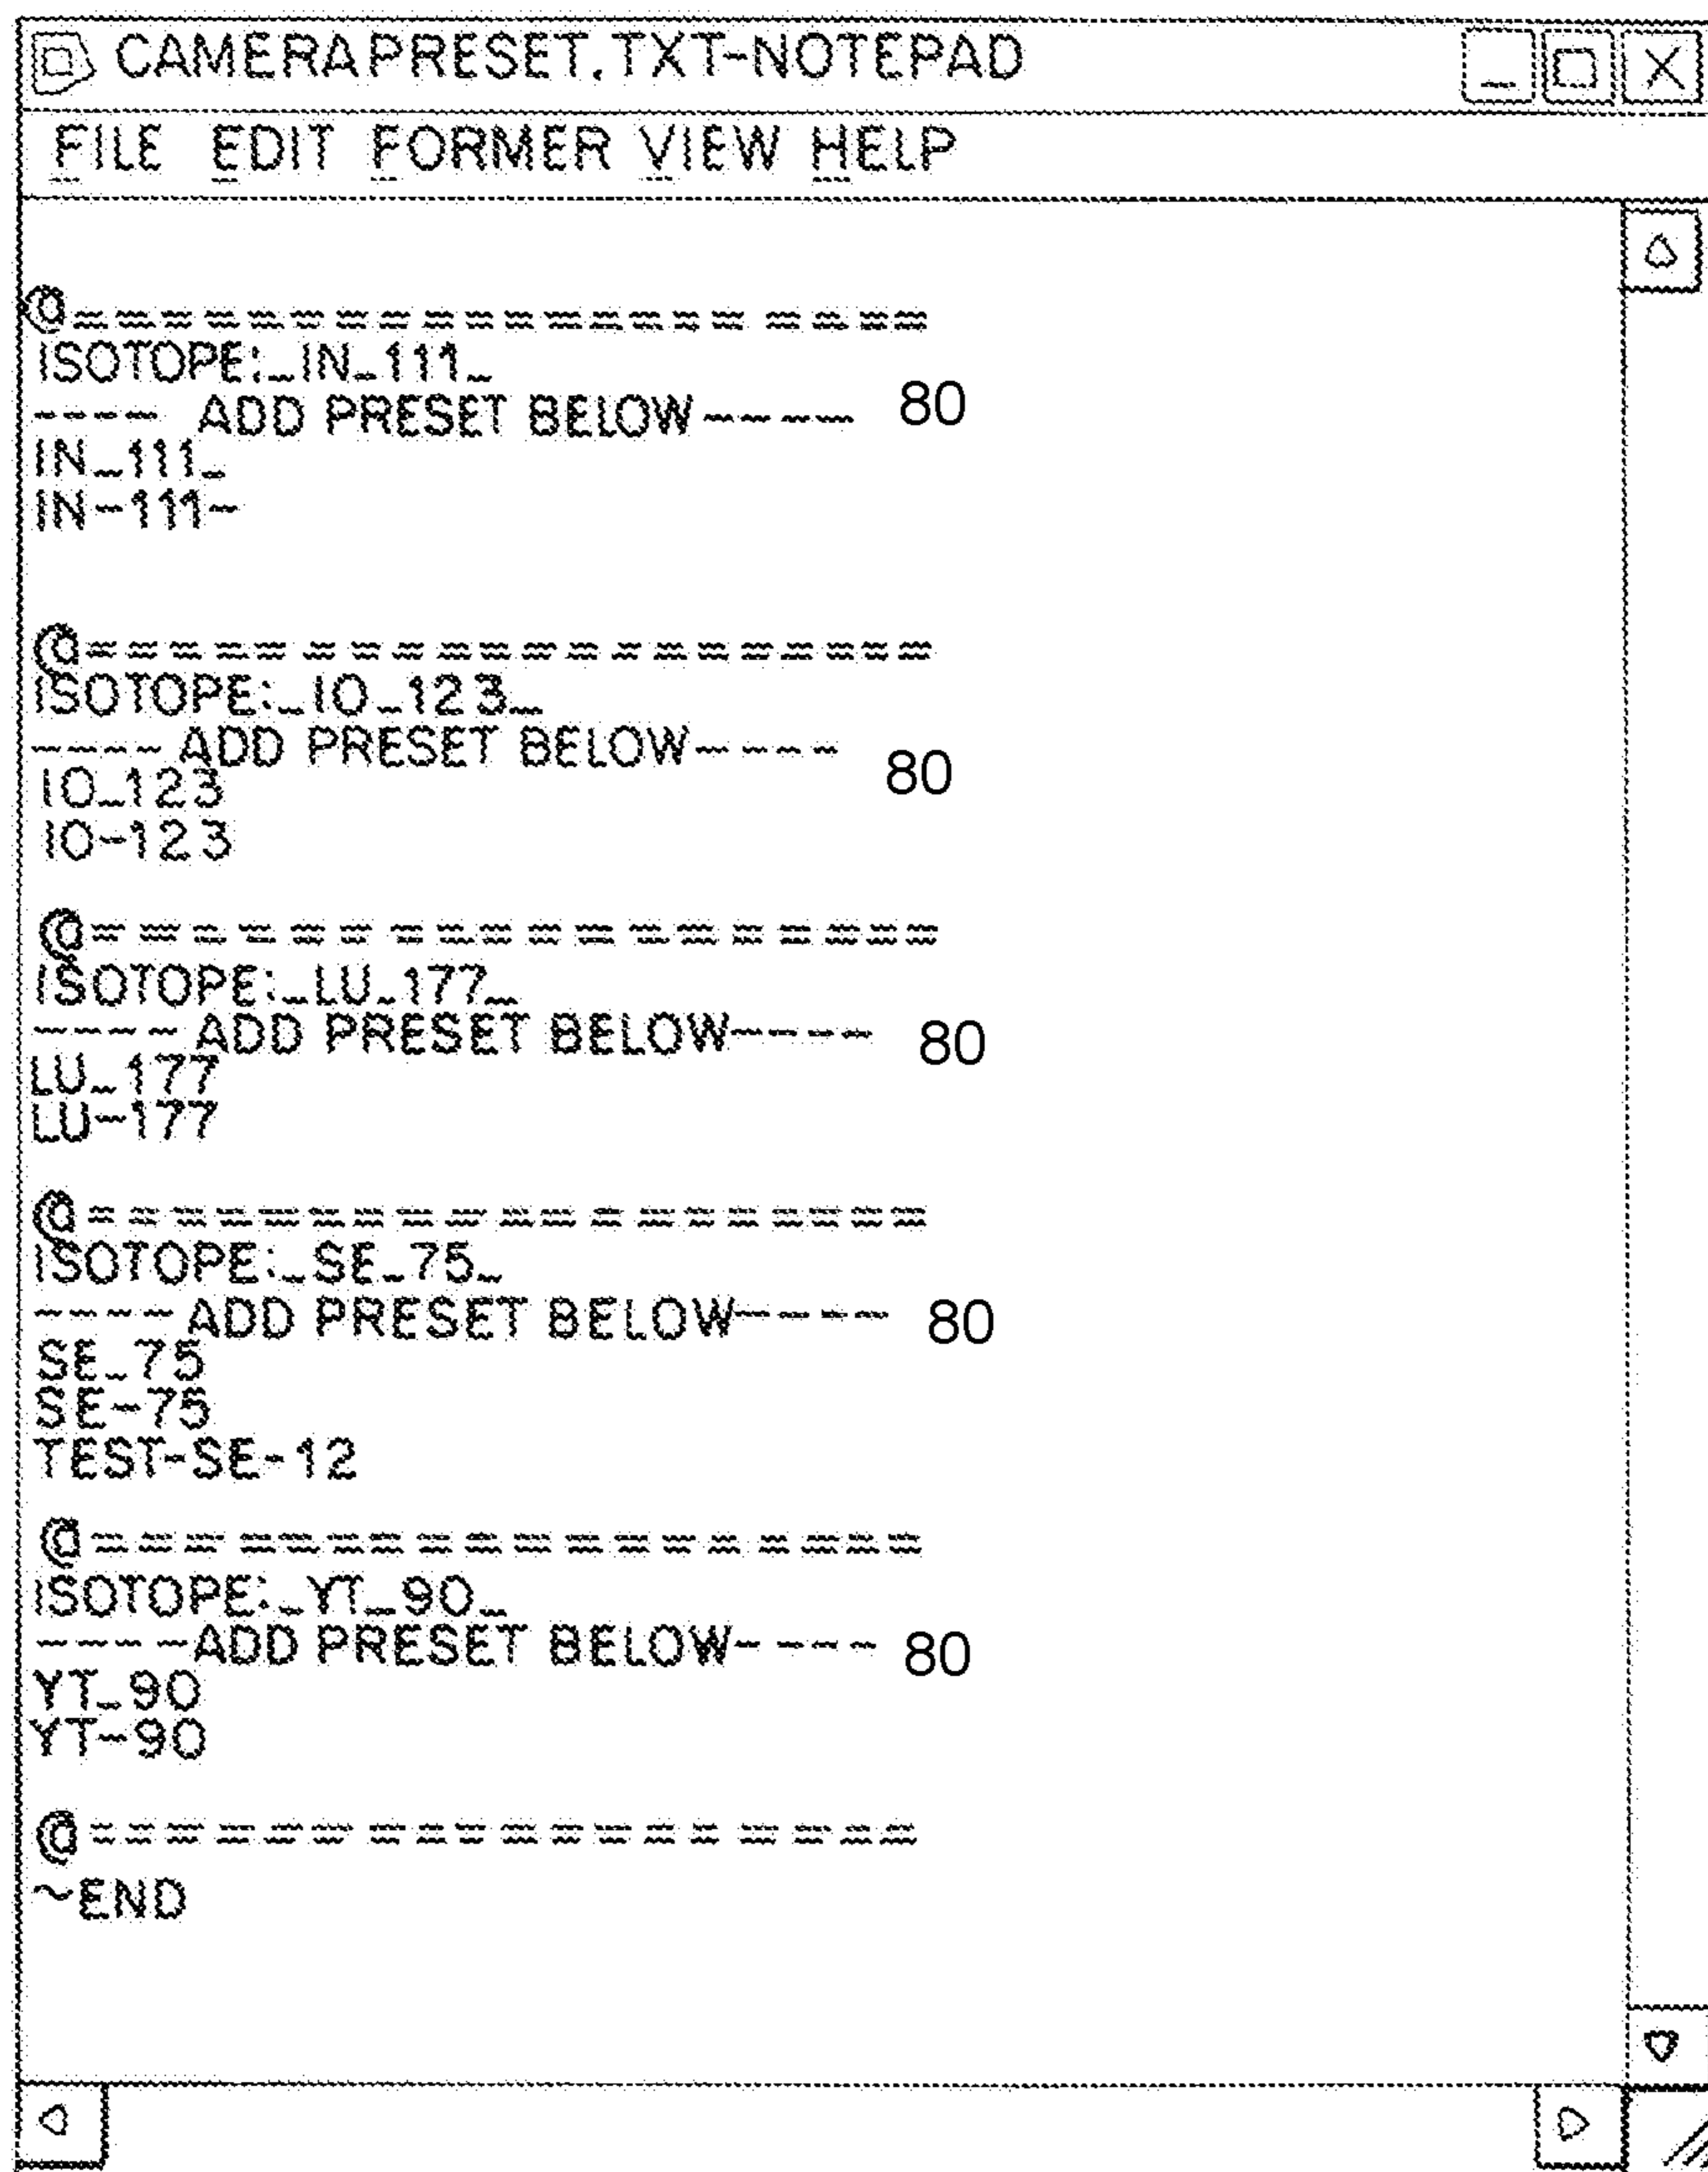 CAMERAPRESET.TXT-NOTEPAD
FILE EDIT FORMER VIEW HELP
@==================
ISOTOPE:_IN_111_
---- ADD PRESET BELOW---- 80
IN_111_
IN-111-
@==================
ISOTOPE:_IO_123_
----ADD PRESET BELOW---- 80
IO_123
IO-123
@==================
ISOTOPE:_LU_177_
----ADD PRESET BELOW---- 80
LU_177
LU-177
@==================
ISOTOPE:_SE_75_
----ADD PRESET BELOW---- 80
SE_75
SE-75
TEST-SE-12
@==================
ISOTOPE:_YT_90_
----ADD PRESET BELOW---- 80
YT_90
YT-90
@==================
~END